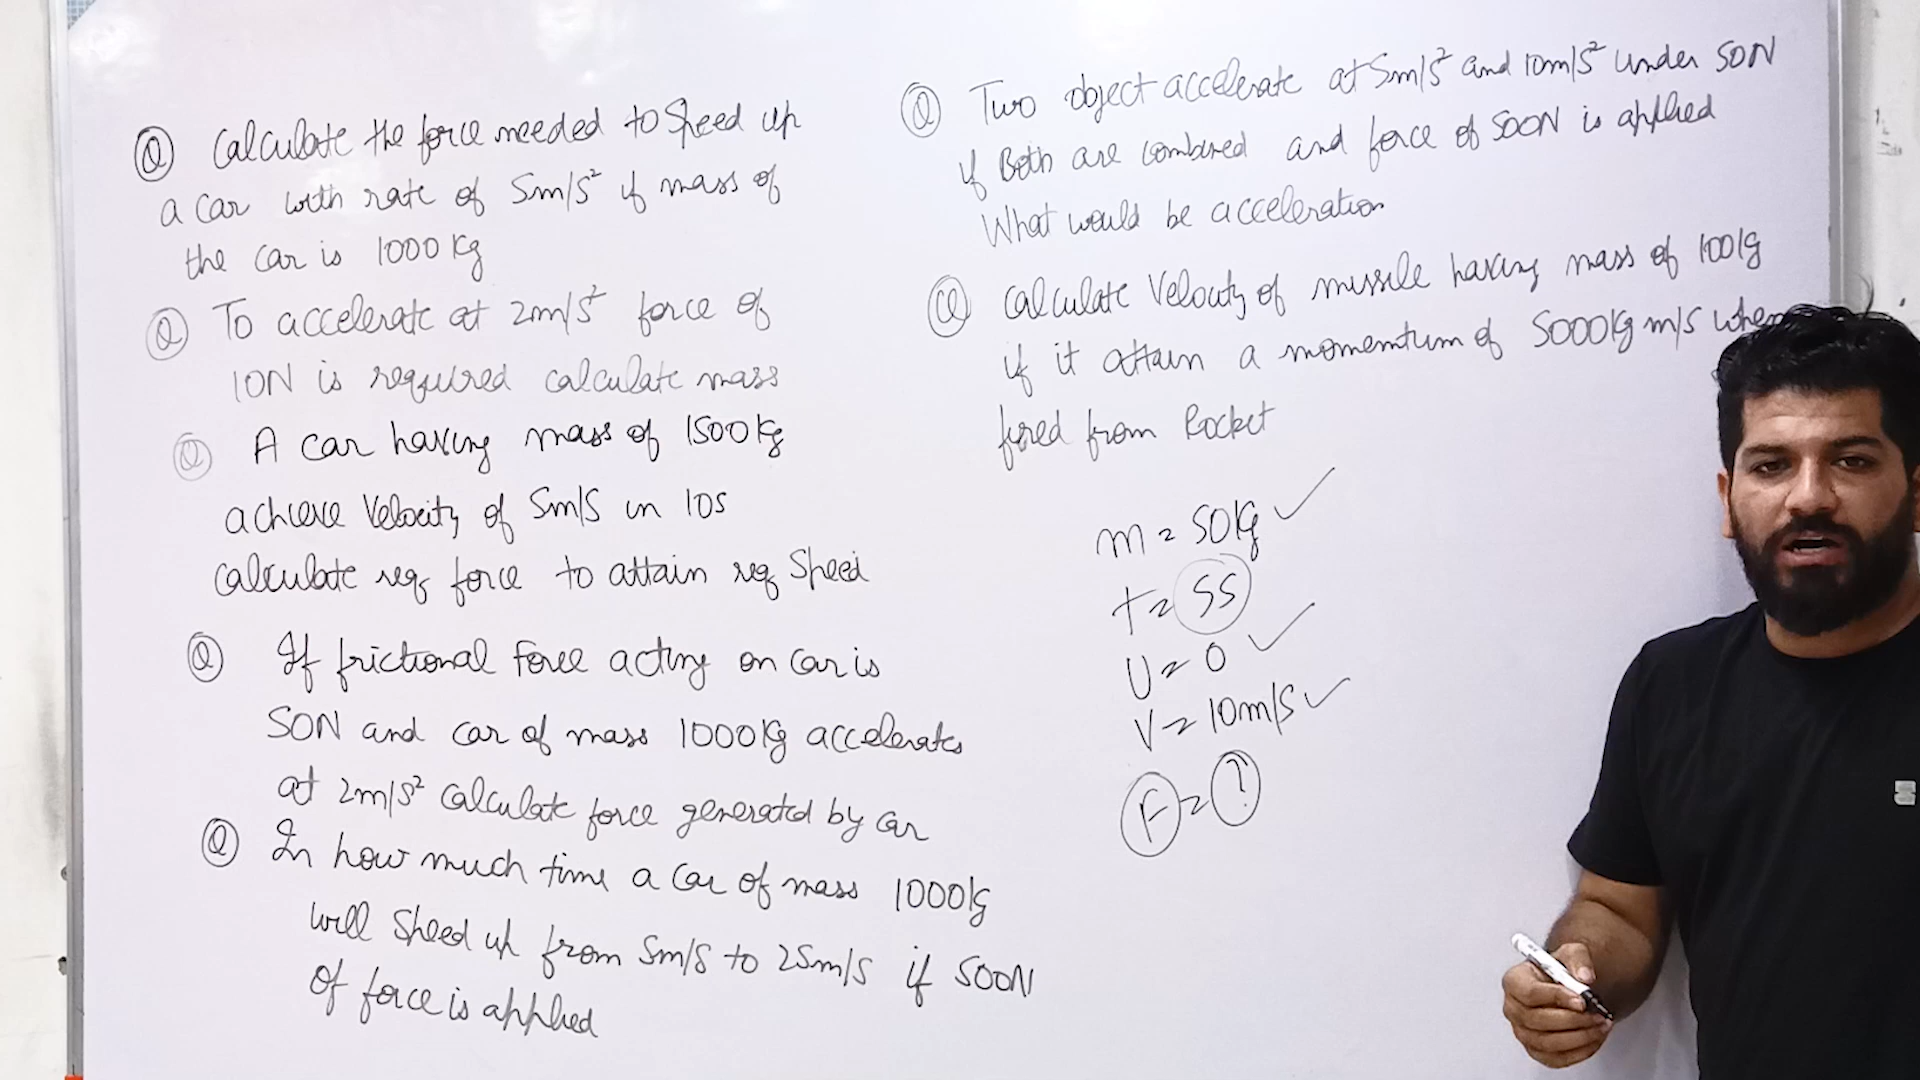 Q Calculate the force needed to speed up
a car with rate of 5m/s² if mass of
the car is 1000 kg
Q To accelerate at 2m/s² force of
10N is required calculate mass
Q A car having mass of 1500 kg
achieve velocity of 5m/s in 10s
calculate req force to attain req speed
Q If frictional force acting on car is
50N and car of mass 1000kg accelerates
at 2m/s² calculate force generated by car
Q In how much time a car of mass 1000kg
will speed up from 5m/s to 25m/s if 500N
of force is applied
Q Two object accelerate at 5m/s² and 10m/s² under 50N
if Both are combined and force of 500N is applied
What would be acceleration
Q Calculate velocity of missile having mass of 100kg
if it attain a momentum of 5000kg m/s when
fired from Rocket
m = 50kg ✓
t = 5s
U = 0 ✓
V = 10m/s ✓
F = ?